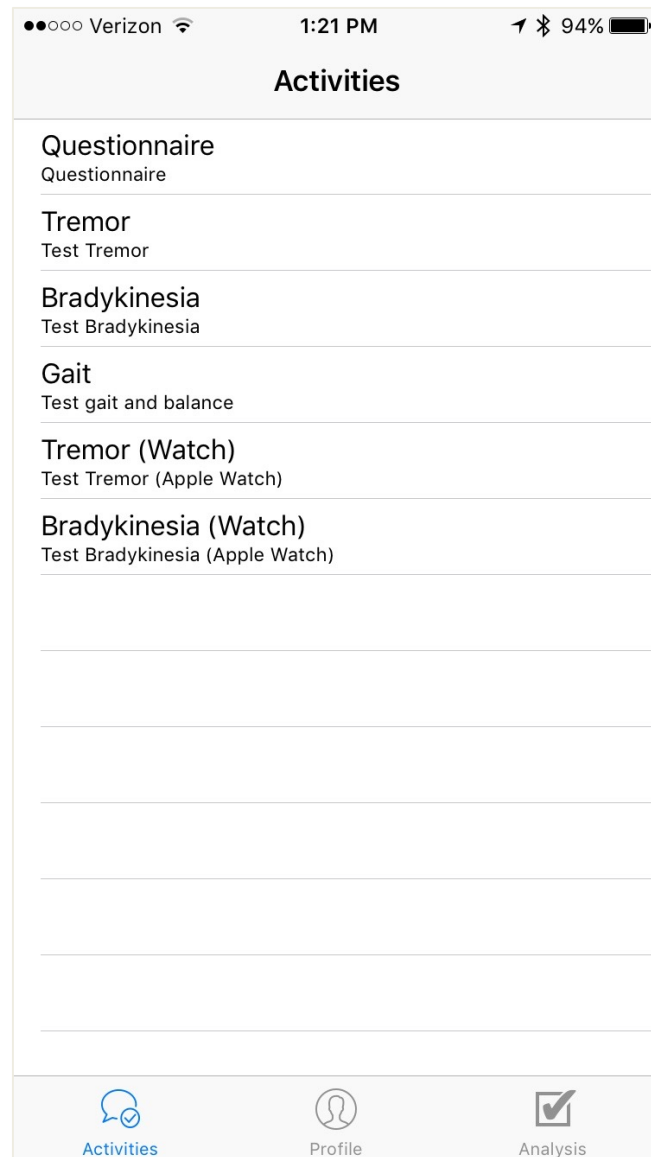 Verizon 1:21 PM 94%
Activities
Questionnaire
Questionnaire
Tremor
Test Tremor
Bradykinesia
Test Bradykinesia
Gait
Test gait and balance
Tremor (Watch)
Test Tremor (Apple Watch)
Bradykinesia (Watch)
Test Bradykinesia (Apple Watch)
Activities Profile Analysis